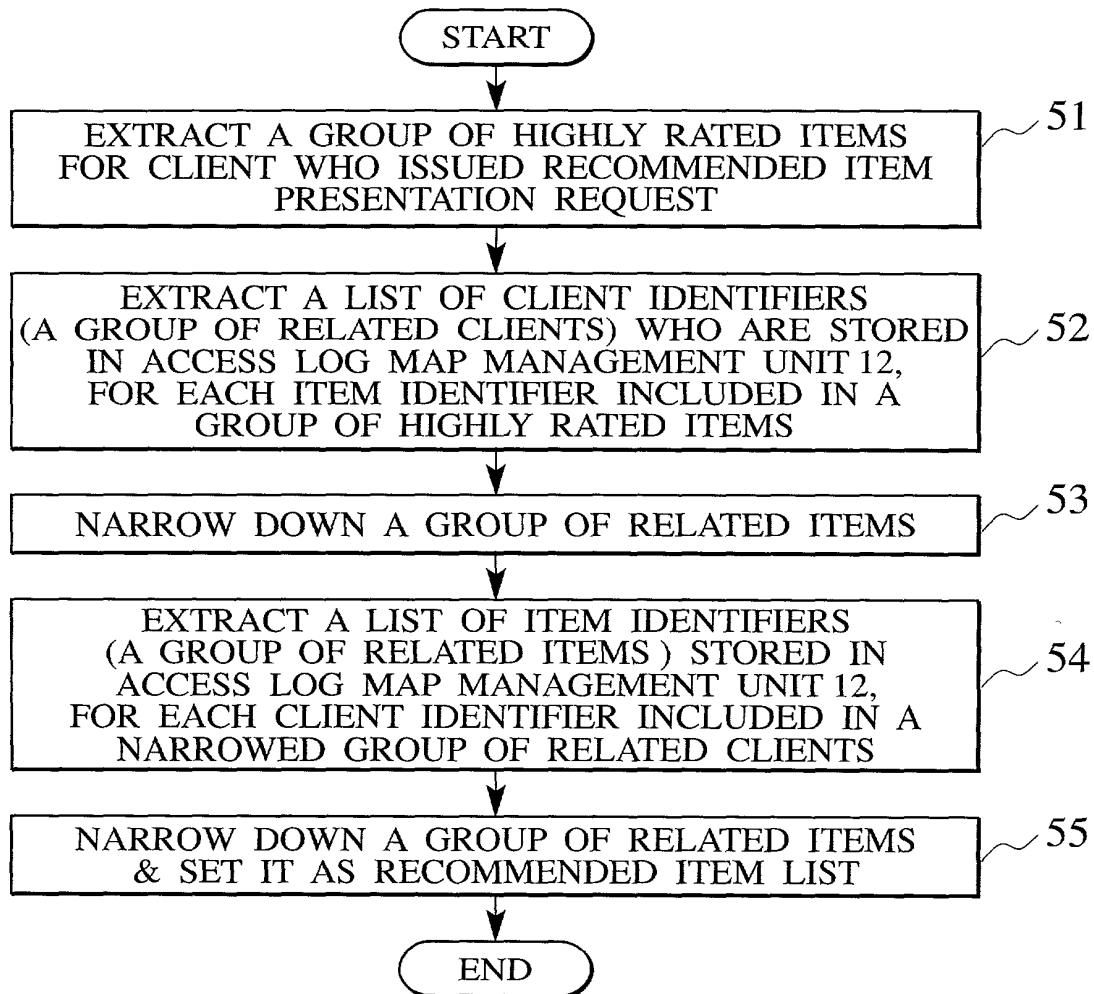 START
EXTRACT A GROUP OF HIGHLY RATED ITEMS
FOR CLIENT WHO ISSUED RECOMMENDED ITEM
PRESENTATION REQUEST
51
EXTRACT A LIST OF CLIENT IDENTIFIERS
(A GROUP OF RELATED CLIENTS) WHO ARE STORED
IN ACCESS LOG MAP MANAGEMENT UNIT 12,
FOR EACH ITEM IDENTIFIER INCLUDED IN A
GROUP OF HIGHLY RATED ITEMS
52
NARROW DOWN A GROUP OF RELATED ITEMS
53
EXTRACT A LIST OF ITEM IDENTIFIERS
(A GROUP OF RELATED ITEMS ) STORED IN
ACCESS LOG MAP MANAGEMENT UNIT 12,
FOR EACH CLIENT IDENTIFIER INCLUDED IN A
NARROWED GROUP OF RELATED CLIENTS
54
NARROW DOWN A GROUP OF RELATED ITEMS
& SET IT AS RECOMMENDED ITEM LIST
55
END